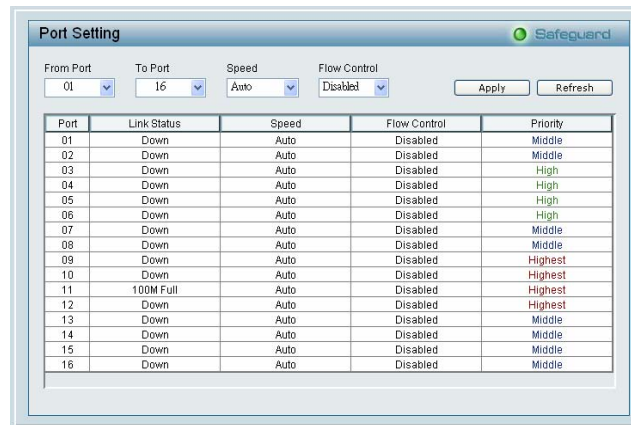 Port Setting Safeguard
From Port To Port Speed Flow Control
01 16 Auto Disabled Apply Refresh
Port Link Status Speed Flow Control Priority
01 Down Auto Disabled Middle
02 Down Auto Disabled Middle
03 Down Auto Disabled High
04 Down Auto Disabled High
05 Down Auto Disabled High
06 Down Auto Disabled High
07 Down Auto Disabled Middle
08 Down Auto Disabled Middle
09 Down Auto Disabled Highest
10 Down Auto Disabled Highest
11 100M Full Auto Disabled Highest
12 Down Auto Disabled Highest
13 Down Auto Disabled Middle
14 Down Auto Disabled Middle
15 Down Auto Disabled Middle
16 Down Auto Disabled Middle